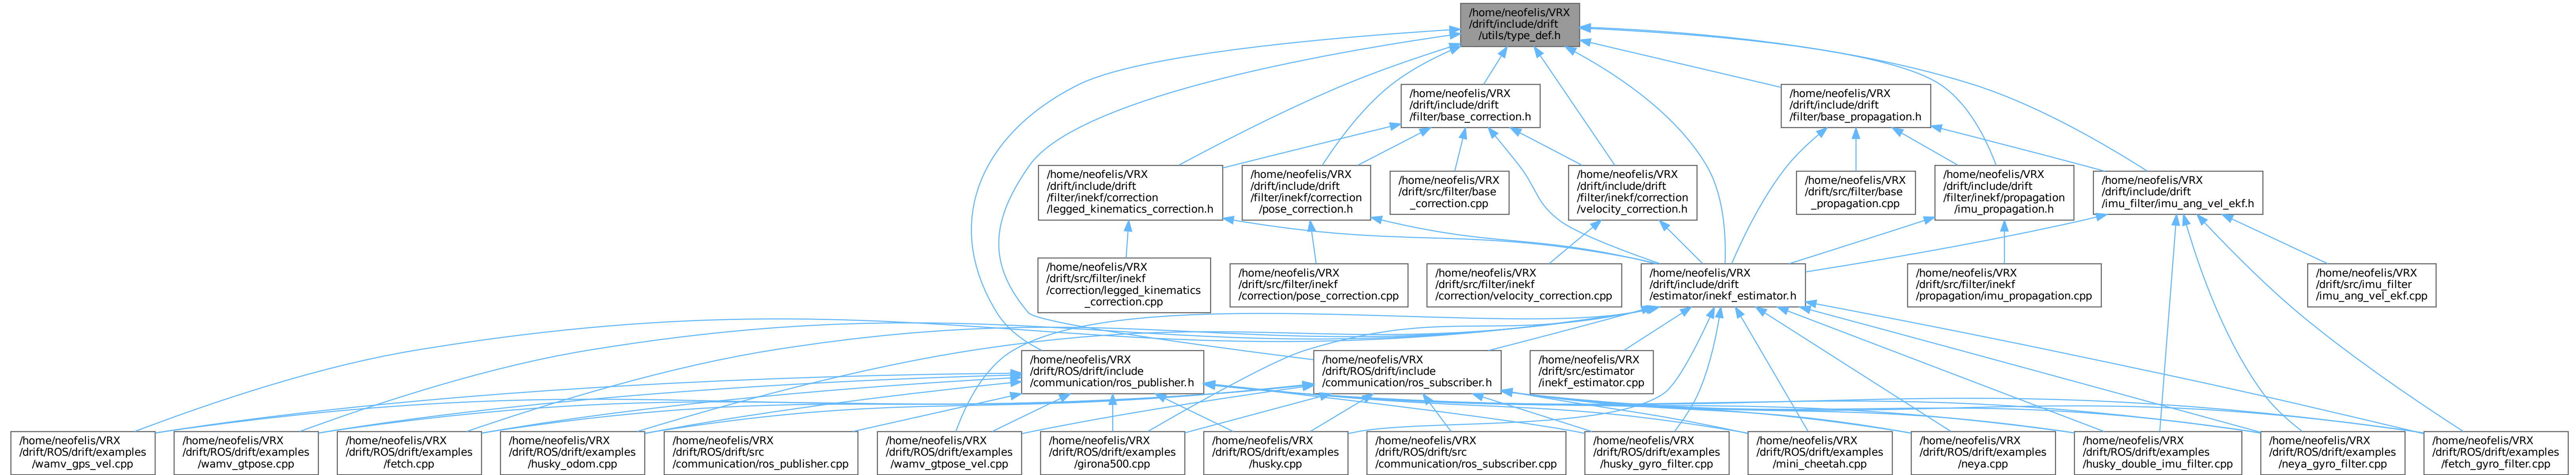 /home/neofelis/VRX
/drift/include/drift
/utils/type_def.h
/home/neofelis/VRX
/drift/include/drift
/filter/base_correction.h
/home/neofelis/VRX
/drift/include/drift
/filter/base_propagation.h
/home/neofelis/VRX
/drift/include/drift
/filter/inekf/correction
/legged_kinematics_correction.h
/home/neofelis/VRX
/drift/include/drift
/filter/inekf/correction
/pose_correction.h
/home/neofelis/VRX
/drift/src/filter/base
_correction.cpp
/home/neofelis/VRX
/drift/include/drift
/filter/inekf/correction
/velocity_correction.h
/home/neofelis/VRX
/drift/src/filter/base
_propagation.cpp
/home/neofelis/VRX
/drift/include/drift
/filter/inekf/propagation
/imu_propagation.h
/home/neofelis/VRX
/drift/include/drift
/imu_filter/imu_ang_vel_ekf.h
/home/neofelis/VRX
/drift/src/filter/inekf
/correction/legged_kinematics
_correction.cpp
/home/neofelis/VRX
/drift/src/filter/inekf
/correction/pose_correction.cpp
/home/neofelis/VRX
/drift/src/filter/inekf
/correction/velocity_correction.cpp
/home/neofelis/VRX
/drift/include/drift
/estimator/inekf_estimator.h
/home/neofelis/VRX
/drift/src/filter/inekf
/propagation/imu_propagation.cpp
/home/neofelis/VRX
/drift/src/imu_filter
/imu_ang_vel_ekf.cpp
/home/neofelis/VRX
/drift/ROS/drift/include
/communication/ros_publisher.h
/home/neofelis/VRX
/drift/ROS/drift/include
/communication/ros_subscriber.h
/home/neofelis/VRX
/drift/src/estimator
/inekf_estimator.cpp
/home/neofelis/VRX
/drift/ROS/drift/examples
/wamv_gps_vel.cpp
/home/neofelis/VRX
/drift/ROS/drift/examples
/wamv_gtpose.cpp
/home/neofelis/VRX
/drift/ROS/drift/examples
/fetch.cpp
/home/neofelis/VRX
/drift/ROS/drift/examples
/husky_odom.cpp
/home/neofelis/VRX
/drift/ROS/drift/src
/communication/ros_publisher.cpp
/home/neofelis/VRX
/drift/ROS/drift/examples
/wamv_gtpose_vel.cpp
/home/neofelis/VRX
/drift/ROS/drift/examples
/girona500.cpp
/home/neofelis/VRX
/drift/ROS/drift/examples
/husky.cpp
/home/neofelis/VRX
/drift/ROS/drift/src
/communication/ros_subscriber.cpp
/home/neofelis/VRX
/drift/ROS/drift/examples
/husky_gyro_filter.cpp
/home/neofelis/VRX
/drift/ROS/drift/examples
/mini_cheetah.cpp
/home/neofelis/VRX
/drift/ROS/drift/examples
/neya.cpp
/home/neofelis/VRX
/drift/ROS/drift/examples
/husky_double_imu_filter.cpp
/home/neofelis/VRX
/drift/ROS/drift/examples
/neya_gyro_filter.cpp
/home/neofelis/VRX
/drift/ROS/drift/examples
/fetch_gyro_filter.cpp